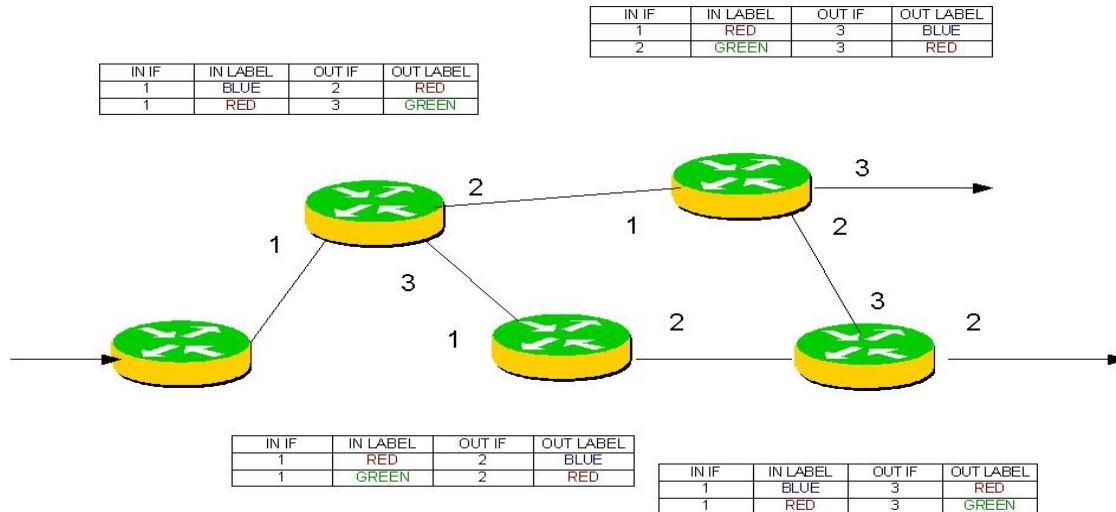 IN IF IN LABEL OUT IF OUT LABEL
1 RED 3 BLUE
2 GREEN 3 RED
IN IF IN LABEL OUT IF OUT LABEL
1 BLUE 2 RED
1 RED 3 GREEN
2
3
1
1
2
3
3
1
2
2
IN IF IN LABEL OUT IF OUT LABEL
1 RED 2 BLUE
1 GREEN 2 RED
IN IF IN LABEL OUT IF OUT LABEL
1 BLUE 3 RED
1 RED 3 GREEN